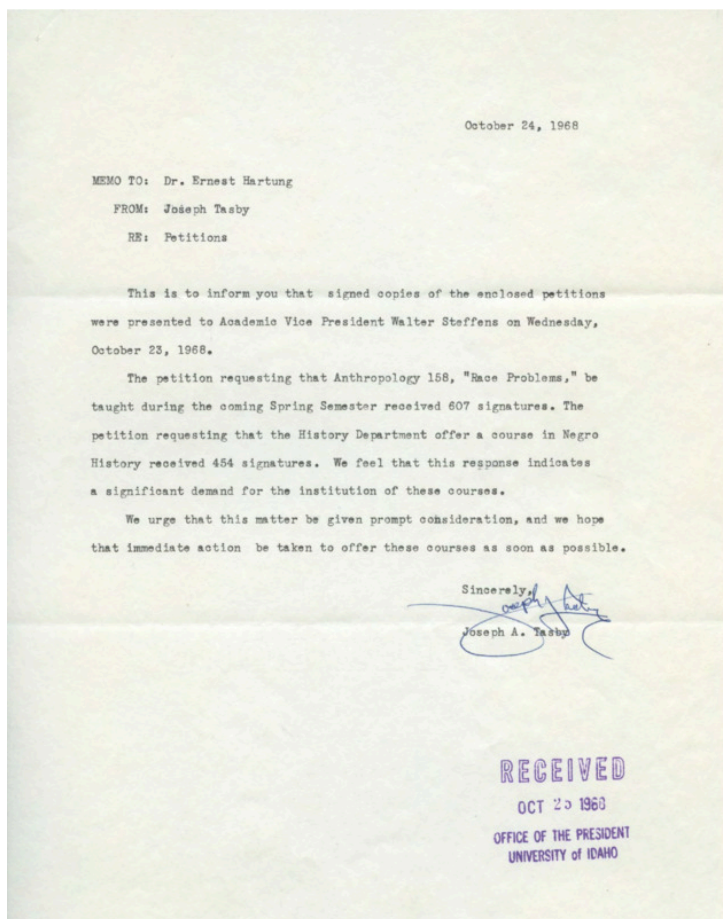 October 24, 1968
MEMO TO: Dr. Ernest Hartung
FROM: Joseph Tasby
RE: Petitions
This is to inform you that signed copies of the enclosed petitions
were presented to Academic Vice President Walter Steffens on Wednesday,
October 23, 1968.
The petition requesting that Anthropology 158, "Race Problems," be
taught during the coming Spring Semester received 607 signatures. The
petition requesting that the History Department offer a course in Negro
History received 454 signatures. We feel that this response indicates
a significant demand for the institution of these courses.
We urge that this matter be given prompt consideration, and we hope
that immediate action be taken to offer these courses as soon as possible.
Sincerely,
Joseph Tasby
Joseph A. Tasby
RECEIVED
OCT 25 1968
OFFICE OF THE PRESIDENT
UNIVERSITY of IDAHO